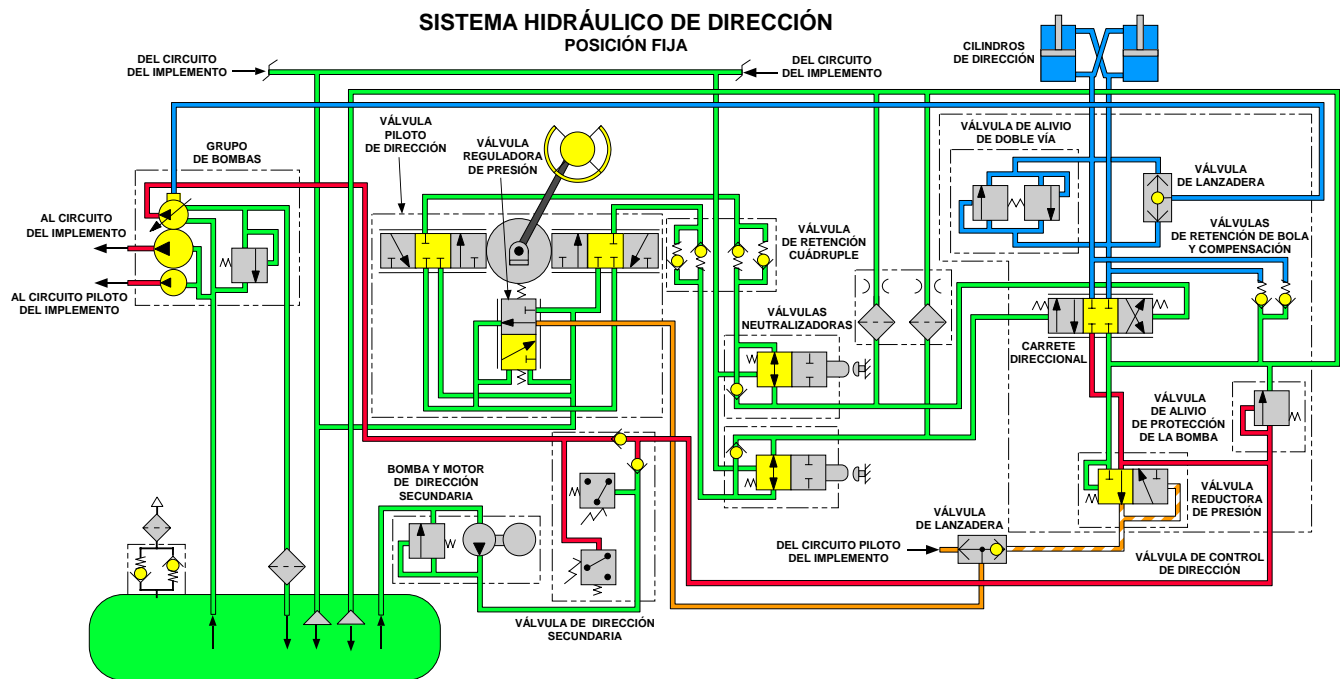 SISTEMA HIDRÁULICO DE DIRECCIÓN
POSICIÓN FIJA
DEL CIRCUITO
DEL IMPLEMENTO
DEL CIRCUITO
DEL IMPLEMENTO
CILINDROS
DE DIRECCIÓN
GRUPO
DE BOMBAS
VÁLVULA
PILOTO
DE DIRECCIÓN
VÁLVULA
REGULADORA
DE PRESIÓN
VÁLVULA DE ALIVIO
DE DOBLE VÍA
VÁLVULA
DE LANZADERA
AL CIRCUITO
DEL IMPLEMENTO
AL CIRCUITO PILOTO
DEL IMPLEMENTO
VÁLVULA
DE RETENCIÓN
CUÁDRUPLE
VÁLVULAS
DE RETENCIÓN DE BOLA
Y COMPENSACIÓN
VÁLVULAS
NEUTRALIZADORAS
CARRETE
DIRECCIONAL
VÁLVULA
DE ALIVIO
DE PROTECCIÓN
DE LA BOMBA
BOMBA Y MOTOR
DE DIRECCIÓN
SECUNDARIA
VÁLVULA
REDUCTORA
DE PRESIÓN
VÁLVULA
DE LANZADERA
DEL CIRCUITO PILOTO
DEL IMPLEMENTO
VÁLVULA DE CONTROL
DE DIRECCIÓN
VÁLVULA DE DIRECCIÓN
SECUNDARIA